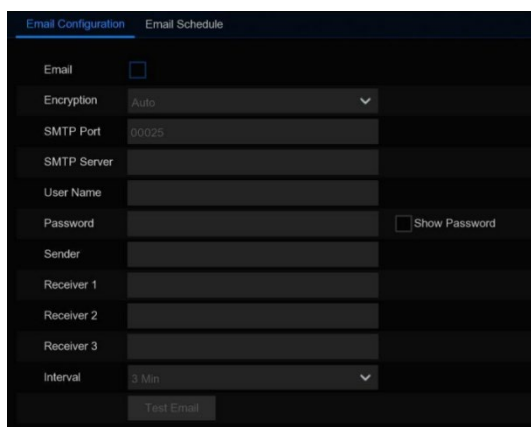 Email Configuration Email Schedule
Email
Encryption Auto
SMTP Port 00025
SMTP Server
User Name
Password Show Password
Sender
Receiver 1
Receiver 2
Receiver 3
Interval 3 Min
Test Email